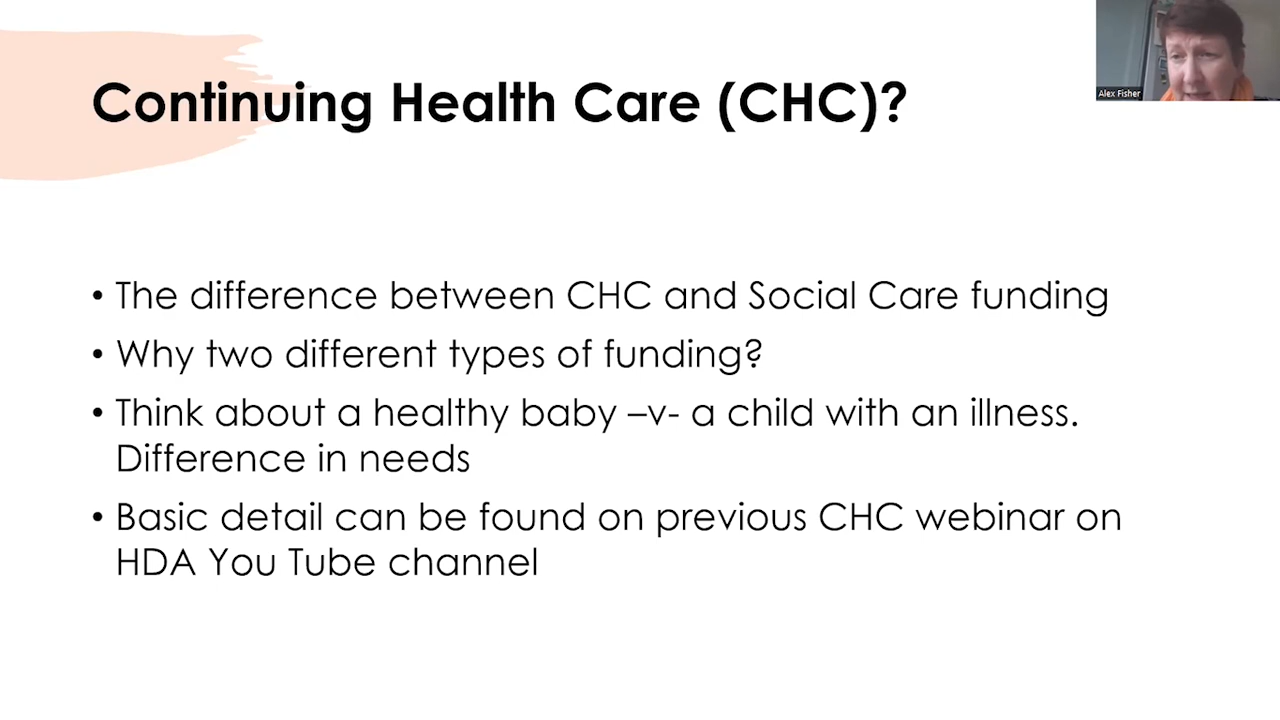 Continuing Health Care (CHC)?
Alex Fisher
• The difference between CHC and Social Care funding
• Why two different types of funding?
• Think about a healthy baby –v- a child with an illness.
Difference in needs
• Basic detail can be found on previous CHC webinar on
HDA You Tube channel